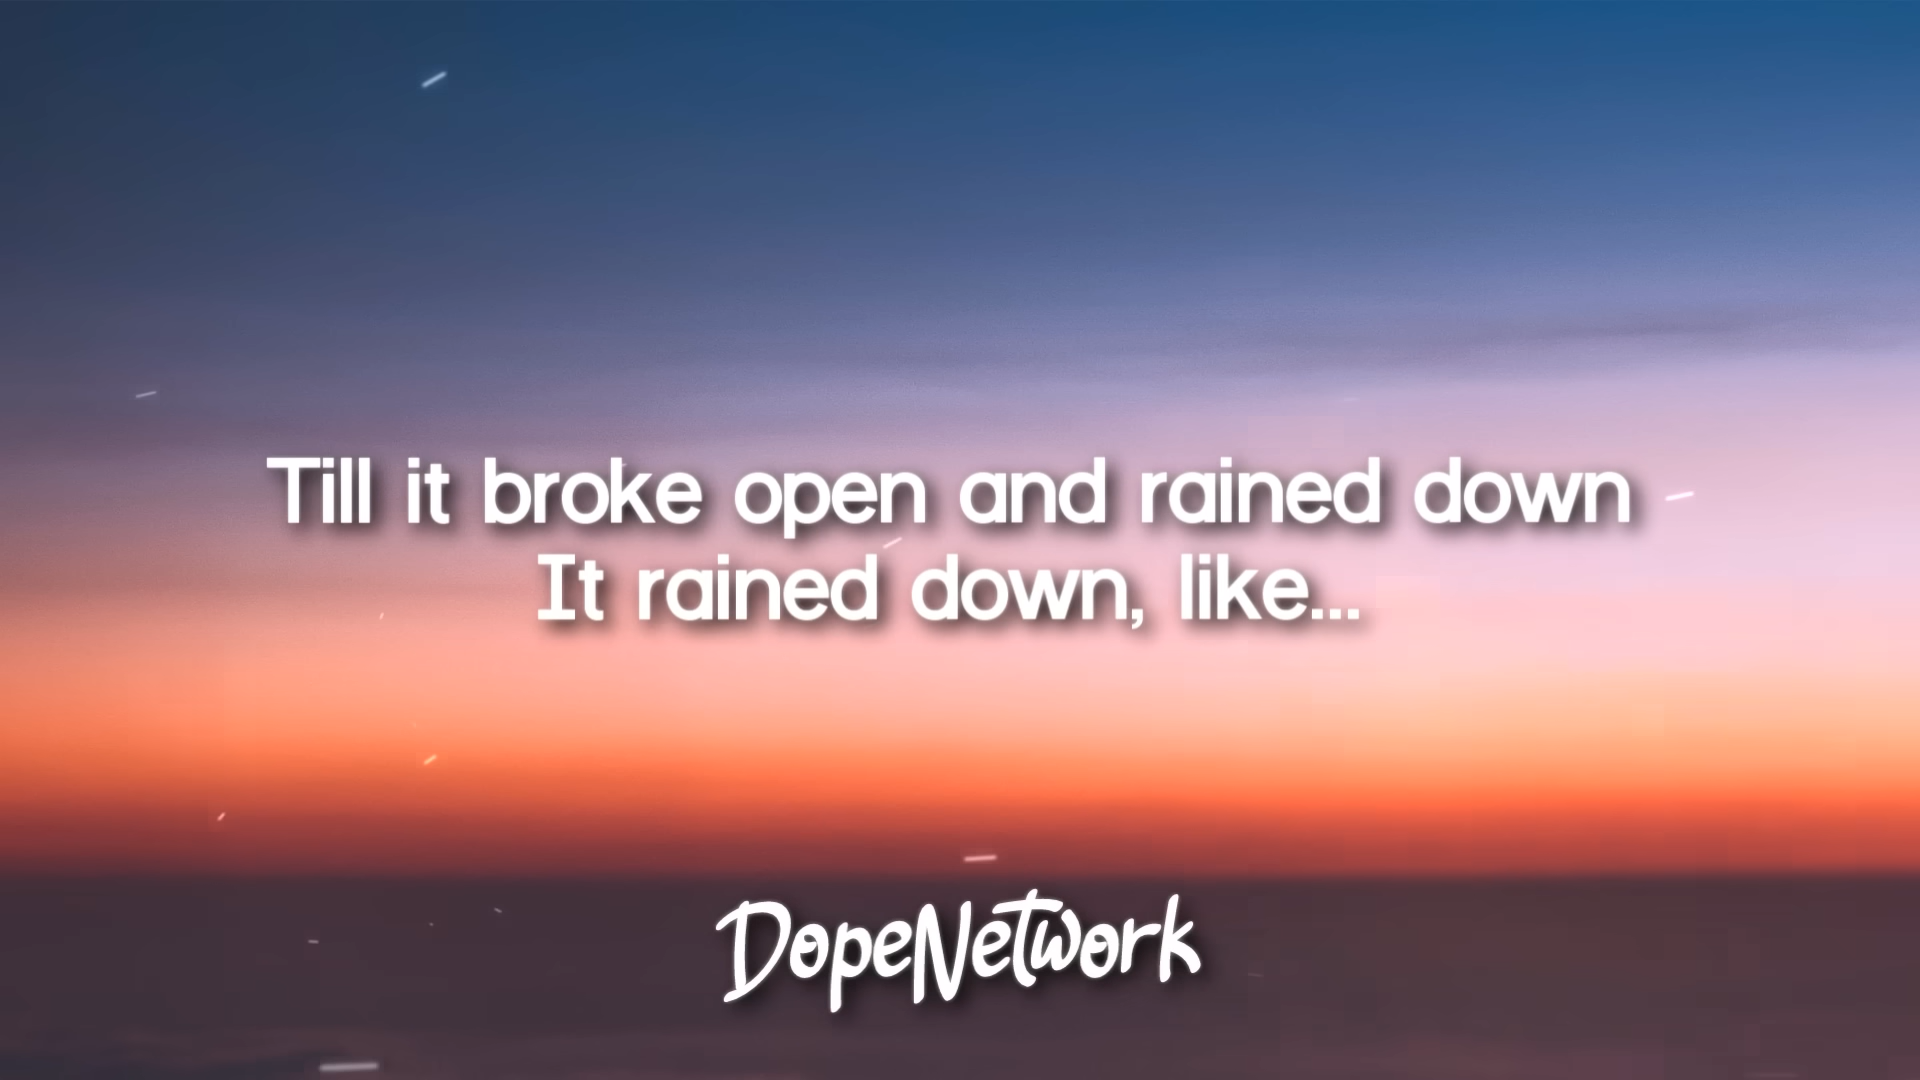 Till it broke open and rained down
It rained down, like...
DopeNetwork